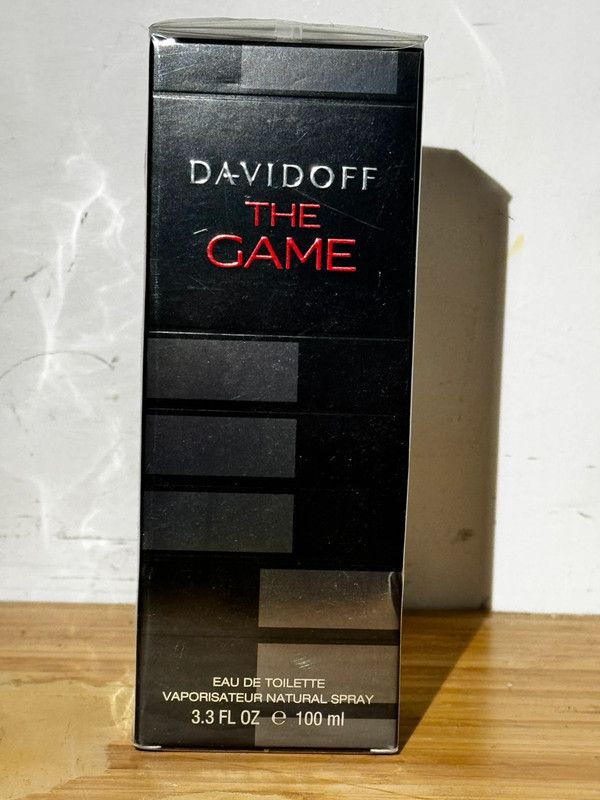 DAVIDOFF
THE
GAME
EAU DE TOILETTE
VAPORISATEUR NATURAL SPRAY
3.3 FL OZ ℮ 100 ml